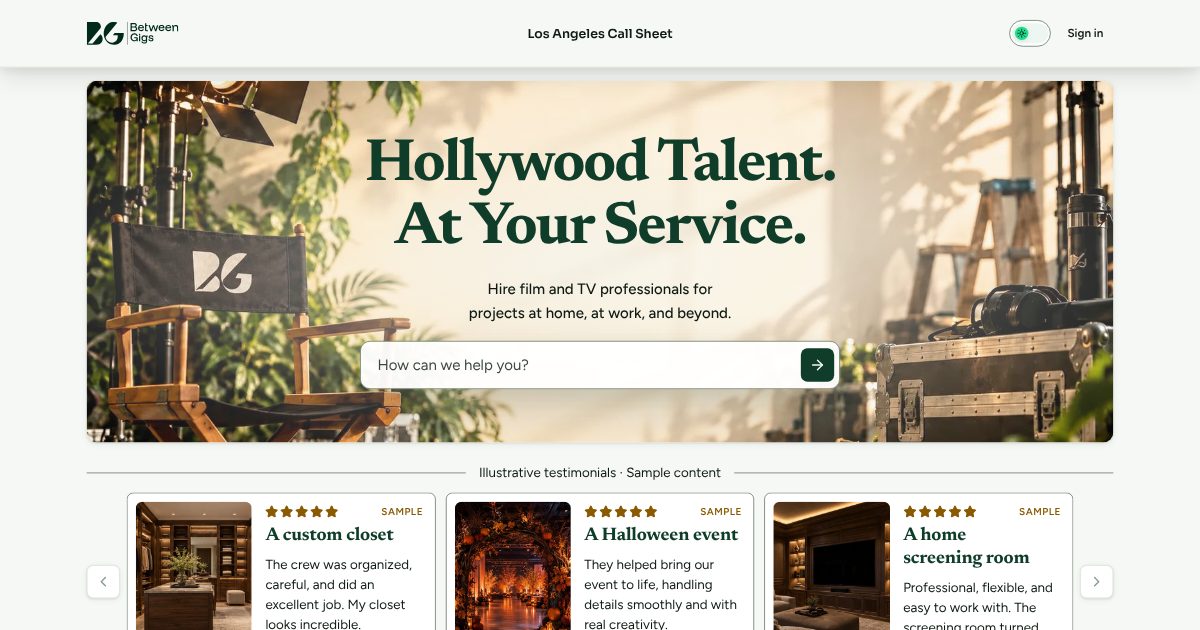 BG Between
Gigs
Los Angeles Call Sheet
Sign in
Hollywood Talent.
At Your Service.
BG
BG
Hire film and TV professionals for
projects at home, at work, and beyond.
How can we help you?
Illustrative testimonials · Sample content
SAMPLE
A custom closet
The crew was organized,
careful, and did an
excellent job. My closet
looks incredible.
SAMPLE
A Halloween event
They helped bring our
event to life, handling
details smoothly and with
real creativity.
SAMPLE
A home
screening room
Professional, flexible, and
easy to work with. The
screening room turned